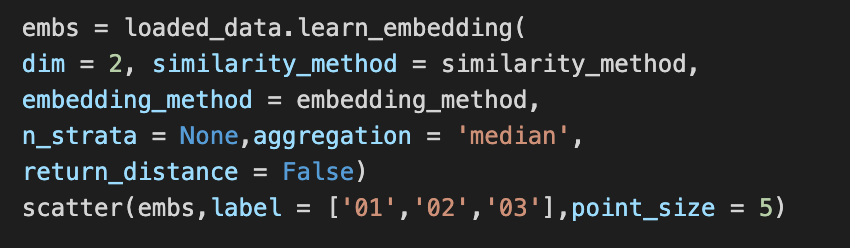 embs = loaded_data.learn_embedding(
dim = 2, similarity_method = similarity_method,
embedding_method = embedding_method,
n_strata = None,aggregation = 'median',
return_distance = False)
scatter(embs,label = ['01','02','03'],point_size = 5)